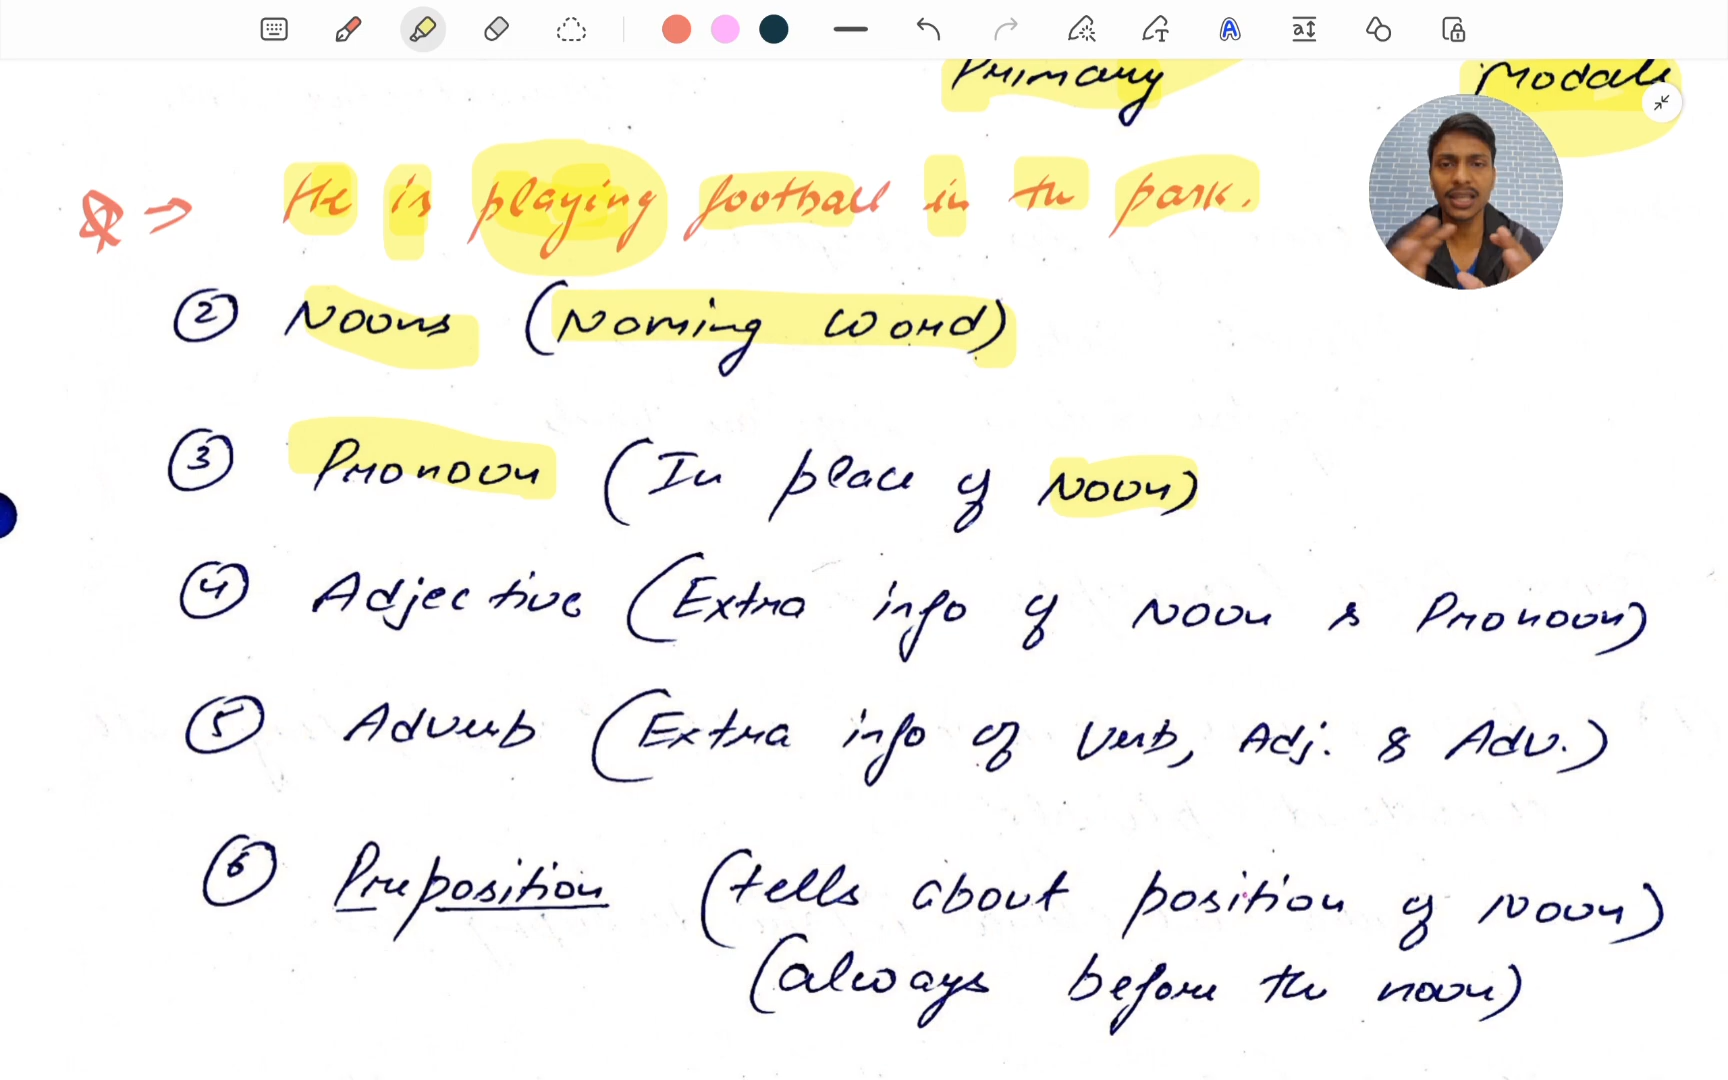 Primary Modals
Q → He is playing football in the park.
② Nouns (Naming Word)
③ Pronoun (In place of Noun)
④ Adjective (Extra info of Noun & Pronoun)
⑤ Adverb (Extra info of Verb, Adj. & Adv.)
⑥ Preposition (tells about position of Noun)
(always before the noun)